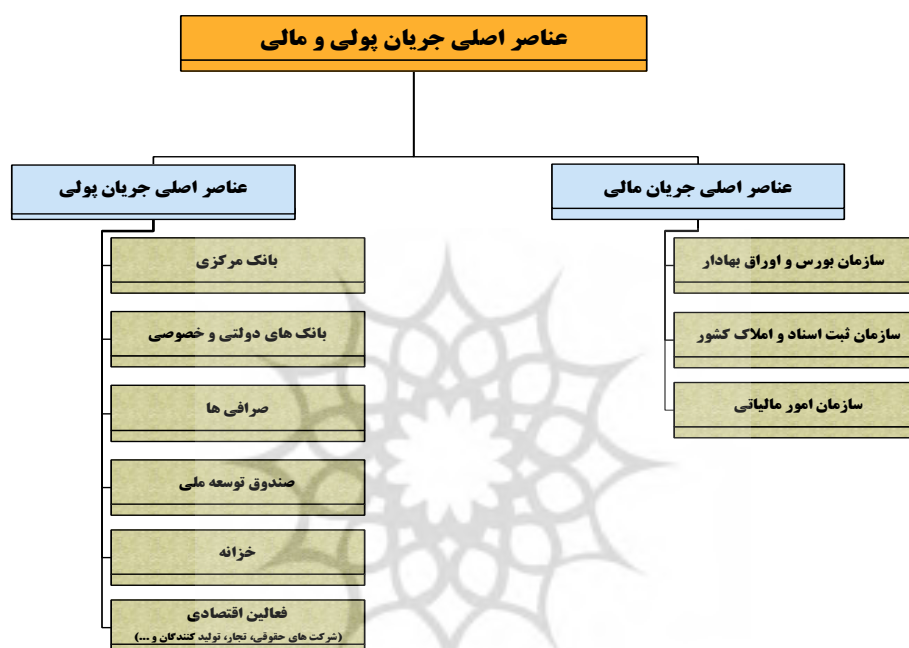 عناصر اصلی جریان پولی و مالی
عناصر اصلی جریان مالی
سازمان بورس و اوراق بهادار
سازمان ثبت اسناد و املاک کشور
سازمان امور مالیاتی
عناصر اصلی جریان پولی
بانک مرکزی
بانک های دولتی و خصوصی
صرافی ها
صندوق توسعه ملی
خزانه
فعالین اقتصادی
(شرکت های حقوقی، تجار، تولید کنندگان و ...)